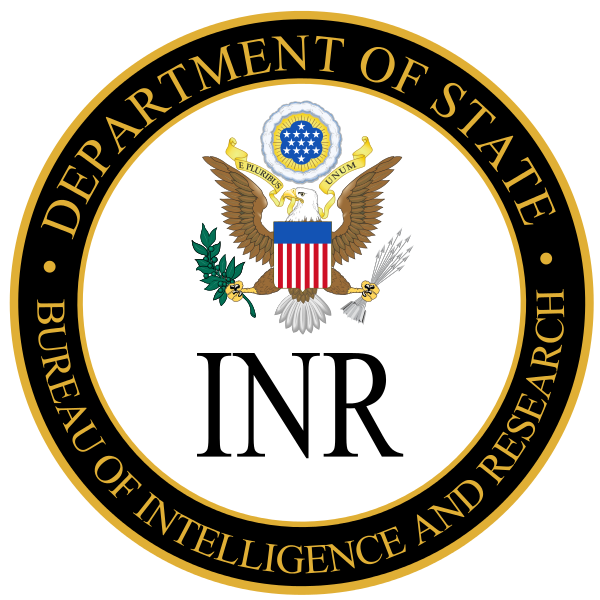 DEPARTMENT OF STATE
E PLURIBUS UNUM
INR
BUREAU OF INTELLIGENCE AND RESEARCH